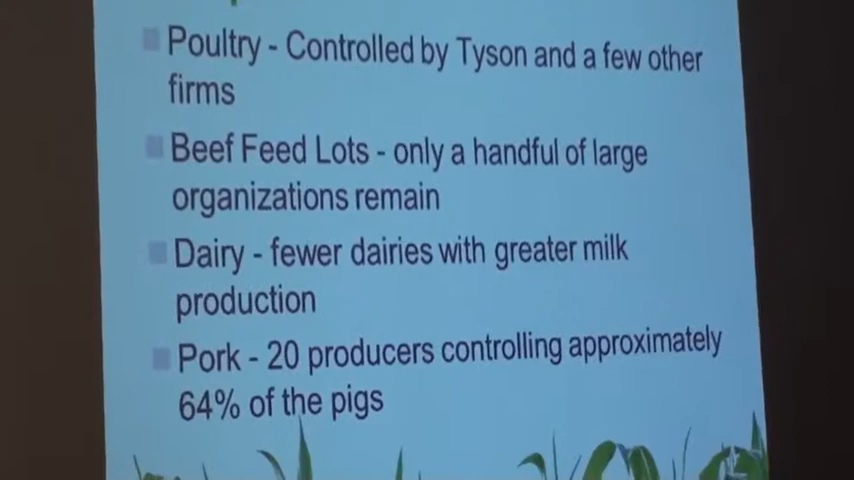 Poultry - Controlled by Tyson and a few other
firms
Beef Feed Lots - only a handful of large
organizations remain
Dairy - fewer dairies with greater milk
production
Pork - 20 producers controlling approximately
64% of the pigs